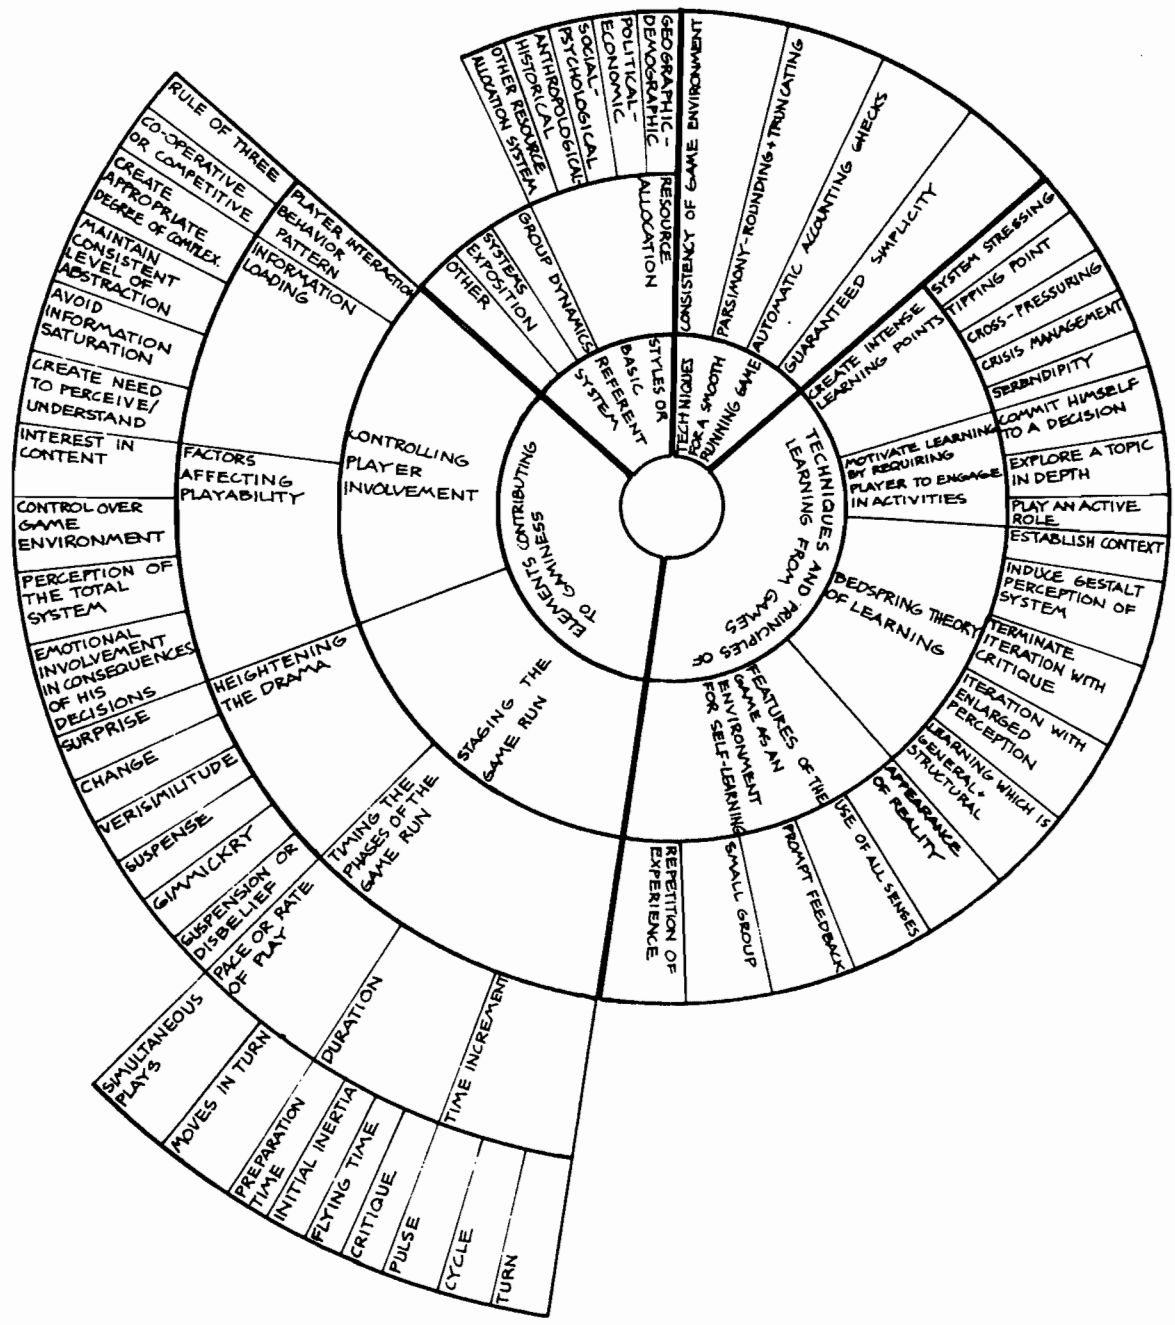 GEOGRAPHIC-
DEMOGRAPHIC
POLITICAL-
ECONOMIC
SOCIAL-
PSYCHOLOGICAL
ANTHROPOLOGICAL-
HISTORICAL
OTHER RESOURCE
ALLOCATION SYSTEM
RESOURCE
ALLOCATION
GROUP DYNAMICS
SYSTEMS
EXPOSITION
OTHER
STYLES OR
BASIC
REFERENT
SYSTEM
TECHNIQUES
FOR A SMOOTH
RUNNING GAME
CONSISTENCY OF GAME ENVIRONMENT
PARSIMONY-ROUNDING+TRUNCATING
AUTOMATIC ACCOUNTING CHECKS
GUARANTEED SIMPLICITY
TECHNIQUES AND PRINCIPLES OF
LEARNING FROM GAMES
CREATE INTENSE
LEARNING POINTS
SYSTEM STRESSING
TIPPING POINT
CROSS-PRESSURING
CRISIS MANAGEMENT
SERENDIPITY
MOTIVATE LEARNING
BY REQUIRING
PLAYER TO ENGAGE
IN ACTIVITIES
COMMIT HIMSELF
TO A DECISION
EXPLORE A TOPIC
IN DEPTH
PLAY AN ACTIVE
ROLE
BEDSPRING THEORY
OF LEARNING
ESTABLISH CONTEXT
INDUCE GESTALT
PERCEPTION OF
SYSTEM
TERMINATE
ITERATION WITH
CRITIQUE
ITERATION WITH
ENLARGED
PERCEPTION
LEARNING WHICH IS
GENERAL+
STRUCTURAL
FEATURES OF THE
GAME AS AN
ENVIRONMENT
FOR SELF-LEARNING
APPEARANCE
OF REALITY
USE OF ALL SENSES
PROMPT FEEDBACK
SMALL GROUP
REPETITION OF
EXPERIENCE
ELEMENTS CONTRIBUTING
TO GAMINESS
CONTROLLING
PLAYER
INVOLVEMENT
PLAYER INTERACTION
BEHAVIOR
PATTERN
RULE OF THREE
CO-OPERATIVE
OR COMPETITIVE
INFORMATION
LOADING
CREATE
APPROPRIATE
DEGREE OF COMPLEX.
MAINTAIN
CONSISTENT
LEVEL OF
ABSTRACTION
AVOID
INFORMATION
SATURATION
CREATE NEED
TO PERCEIVE/
UNDERSTAND
FACTORS
AFFECTING
PLAYABILITY
INTEREST IN
CONTENT
CONTROL OVER
GAME
ENVIRONMENT
PERCEPTION OF
THE TOTAL
SYSTEM
EMOTIONAL
INVOLVEMENT
IN CONSEQUENCES
OF HIS
DECISIONS
STAGING THE
GAME RUN
HEIGHTENING
THE DRAMA
SURPRISE
CHANGE
VERISIMILITUDE
SUSPENSE
GIMMICKRY
SUSPENSION OR
DISBELIEF
TIMING THE
PHASES OF THE
GAME RUN
PACE OR RATE
OF PLAY
SIMULTANEOUS
PLAYS
MOVES IN TURN
DURATION
PREPARATION
TIME
INITIAL INERTIA
FLYING TIME
CRITIQUE
TIME INCREMENT
PULSE
CYCLE
TURN